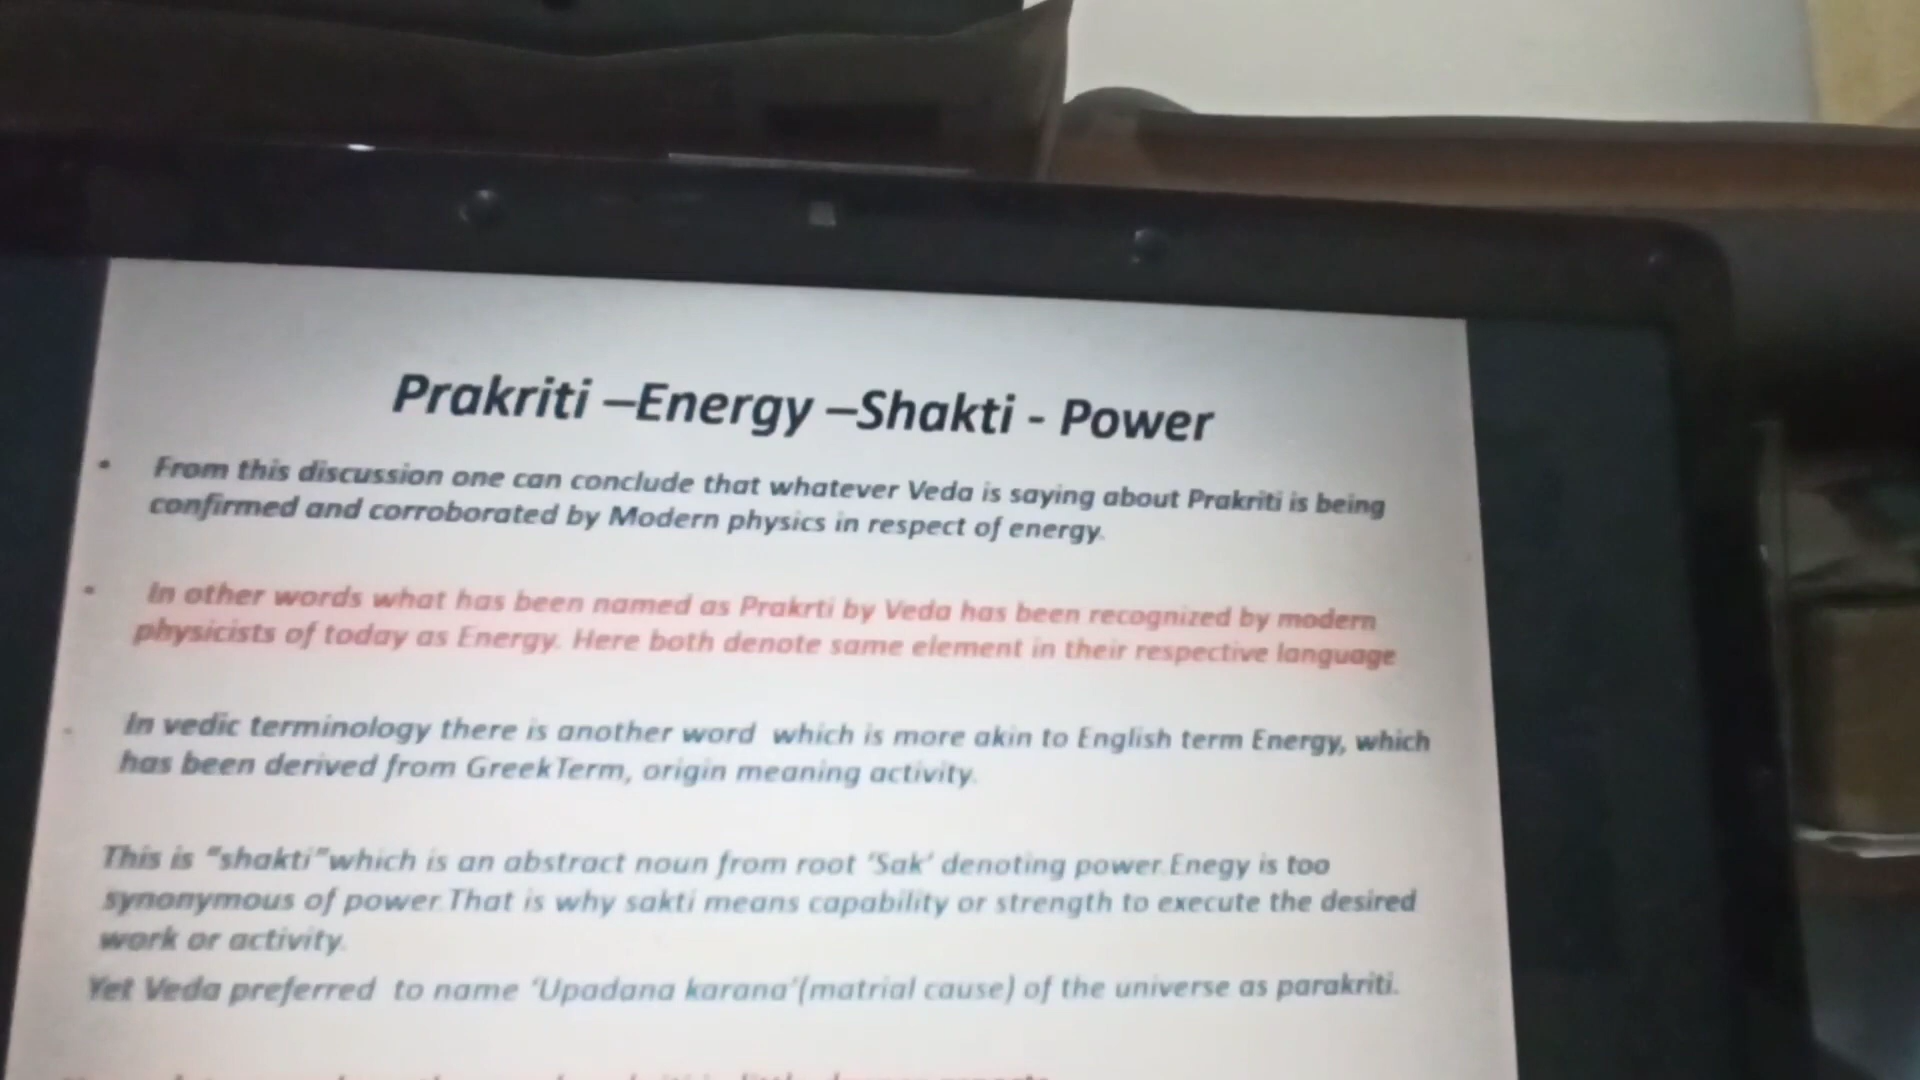 Prakriti –Energy –Shakti - Power
• From this discussion one can conclude that whatever Veda is saying about Prakriti is being
confirmed and corroborated by Modern physics in respect of energy.
• In other words what has been named as Prakrti by Veda has been recognized by modern
physicists of today as Energy. Here both denote same element in their respective language
In vedic terminology there is another word which is more akin to English term Energy, which
has been derived from Greek Term, origin meaning activity.
This is "shakti" which is an abstract noun from root 'Sak' denoting power.Enegy is too
synonymous of power.That is why sakti means capability or strength to execute the desired
work or activity.
Yet Veda preferred to name 'Upadana karana'(matrial cause) of the universe as parakriti.